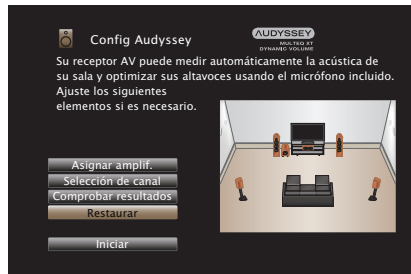 Config Audyssey
AUDYSSEY
MULTEQ XT
DYNAMIC VOLUME
Su receptor AV puede medir automáticamente la acústica de
su sala y optimizar sus altavoces usando el micrófono incluido.
Ajuste los siguientes
elementos si es necesario.
Asignar amplif.
Selección de canal
Comprobar resultados
Restaurar
Iniciar